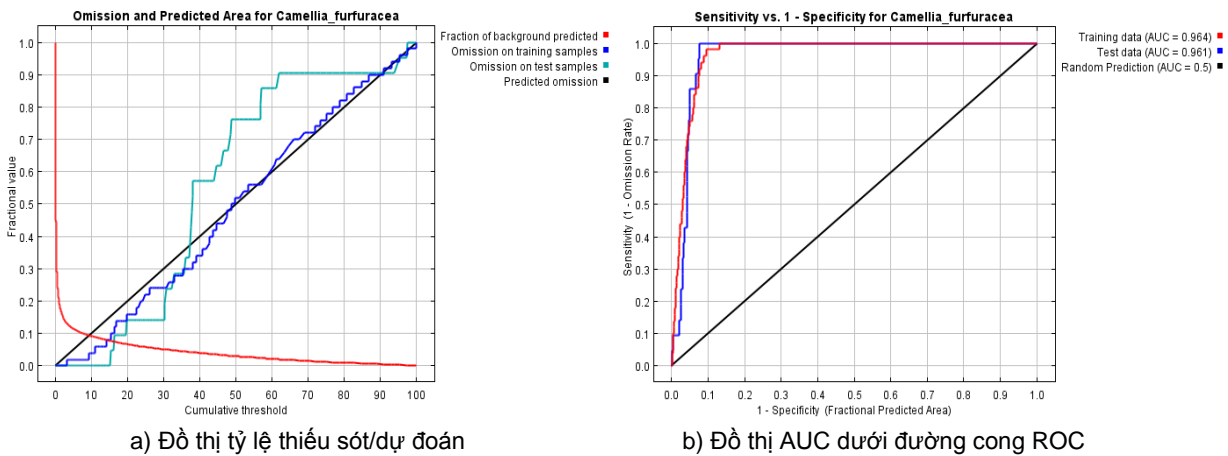 Omission and Predicted Area for Camellia_furfuracea
Fraction of background predicted
Omission on training samples
Omission on test samples
Predicted omission
Fractional value
1.0
0.9
0.8
0.7
0.6
0.5
0.4
0.3
0.2
0.1
0.0
0 10 20 30 40 50 60 70 80 90 100
Cumulative threshold
a) Đồ thị tỷ lệ thiếu sót/dự đoán
Sensitivity vs. 1 - Specificity for Camellia_furfuracea
Training data (AUC = 0.964)
Test data (AUC = 0.961)
Random Prediction (AUC = 0.5)
Sensitivity (1 - Omission Rate)
1.0
0.9
0.8
0.7
0.6
0.5
0.4
0.3
0.2
0.1
0.0
0.0 0.1 0.2 0.3 0.4 0.5 0.6 0.7 0.8 0.9 1.0
1 - Specificity (Fractional Predicted Area)
b) Đồ thị AUC dưới đường cong ROC